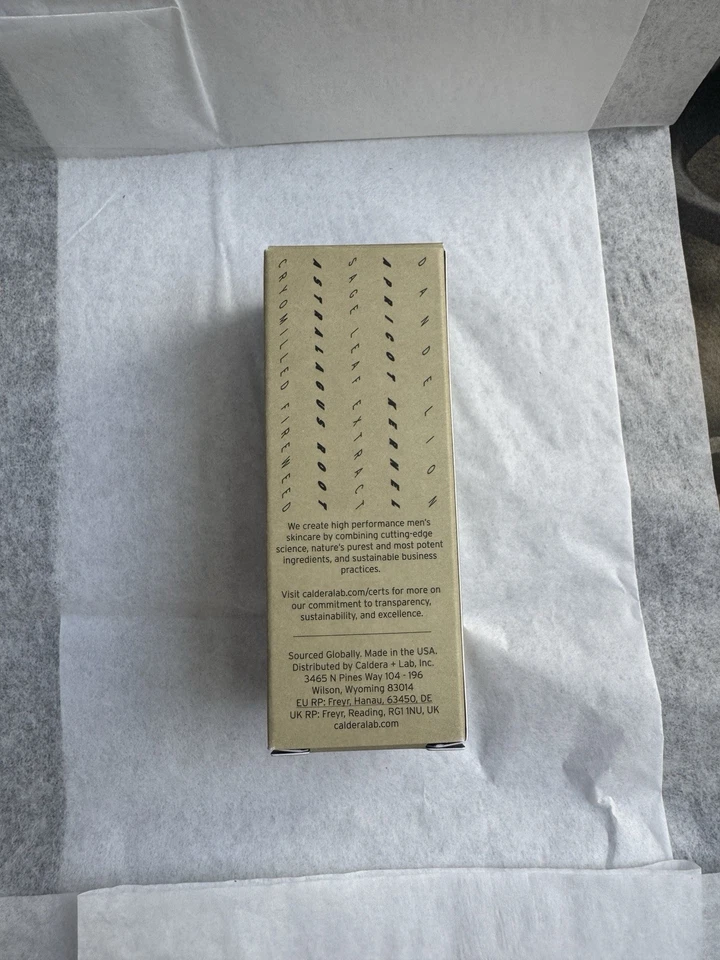 CRYOMILLED FIREWEED
ASTRALAGUS ROOT
SAGE LEAF EXTRACT
APRICOT KERNEL
DANDELION
We create high performance men's
skincare by combining cutting-edge
science, nature's purest and most potent
ingredients, and sustainable business
practices.
Visit calderalab.com/certs for more on
our commitment to transparency,
sustainability, and excellence.
Sourced Globally. Made in the USA.
Distributed by Caldera + Lab, Inc.
3465 N Pines Way 104 - 196
Wilson, Wyoming 83014
EU RP: Freyr, Hanau, 63450, DE
UK RP: Freyr, Reading, RG1 1NU, UK
calderalab.com